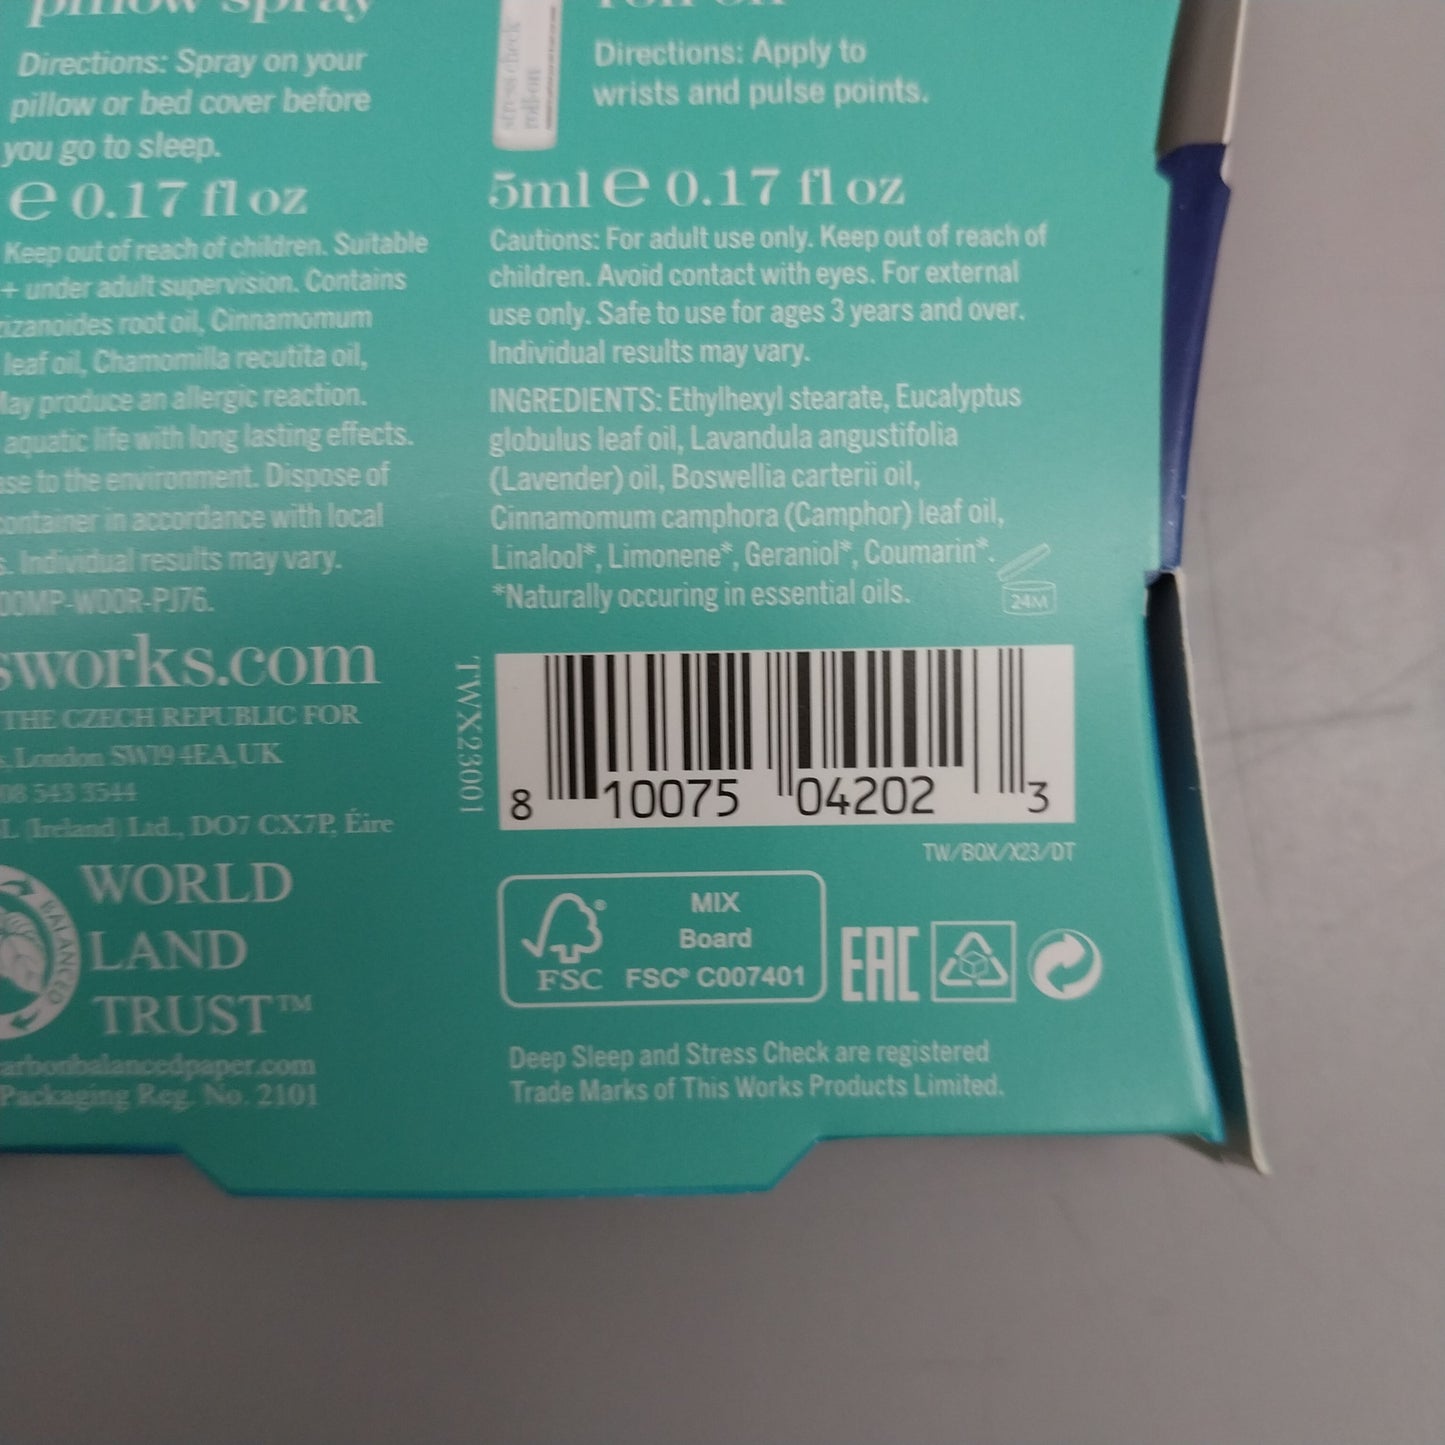 pillow spray
Directions: Spray on your
pillow or bed cover before
you go to sleep.
e 0.17 fl oz
Keep out of reach of children. Suitable
+ under adult supervision. Contains
root oil, Cinnamomum
leaf oil, Chamomilla recutita oil,
May produce an allergic reaction.
aquatic life with long lasting effects.
to the environment. Dispose of
container in accordance with local
Individual results may vary.
00MP-W00R-PJ76.
sworks.com
THE CZECH REPUBLIC FOR
London SW19 4EA, UK
08 543 3544
(Ireland) Ltd., DO7 CX7P, Éire
BALANCED
WORLD
LAND
TRUST™
arbonbalancedpaper.com
Packaging Reg. No. 2101
roll on
stress check
roll-on
Directions: Apply to
wrists and pulse points.
5ml e 0.17 fl oz
Cautions: For adult use only. Keep out of reach of
children. Avoid contact with eyes. For external
use only. Safe to use for ages 3 years and over.
Individual results may vary.
INGREDIENTS: Ethylhexyl stearate, Eucalyptus
globulus leaf oil, Lavandula angustifolia
(Lavender) oil, Boswellia carterii oil,
Cinnamomum camphora (Camphor) leaf oil,
Linalool*, Limonene*, Geraniol*, Coumarin*.
*Naturally occuring in essential oils.
24M
TWX23001
8 10075 04202 3
TW/BOX/X23/DT
MIX
Board
FSC® C007401
FSC
EAC
Deep Sleep and Stress Check are registered
Trade Marks of This Works Products Limited.